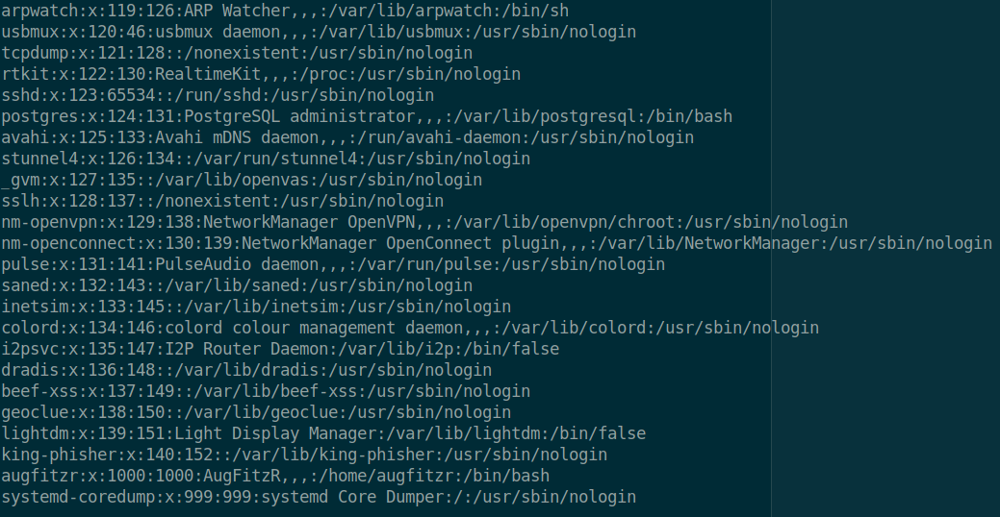 arpwatch:x:119:126:ARP Watcher,,,:/var/lib/arpwatch:/bin/sh
usbmux:x:120:46:usbmux daemon,,,:/var/lib/usbmux:/usr/sbin/nologin
tcpdump:x:121:128::/nonexistent:/usr/sbin/nologin
rtkit:x:122:130:RealtimeKit,,,:/proc:/usr/sbin/nologin
sshd:x:123:65534::/run/sshd:/usr/sbin/nologin
postgres:x:124:131:PostgreSQL administrator,,,:/var/lib/postgresql:/bin/bash
avahi:x:125:133:Avahi mDNS daemon,,,:/run/avahi-daemon:/usr/sbin/nologin
stunnel4:x:126:134::/var/run/stunnel4:/usr/sbin/nologin
_gvm:x:127:135::/var/lib/openvas:/usr/sbin/nologin
sslh:x:128:137::/nonexistent:/usr/sbin/nologin
nm-openvpn:x:129:138:NetworkManager OpenVPN,,,:/var/lib/openvpn/chroot:/usr/sbin/nologin
nm-openconnect:x:130:139:NetworkManager OpenConnect plugin,,,:/var/lib/NetworkManager:/usr/sbin/nologin
pulse:x:131:141:PulseAudio daemon,,,:/var/run/pulse:/usr/sbin/nologin
saned:x:132:143::/var/lib/saned:/usr/sbin/nologin
inetsim:x:133:145::/var/lib/inetsim:/usr/sbin/nologin
colord:x:134:146:colord colour management daemon,,,:/var/lib/colord:/usr/sbin/nologin
i2psvc:x:135:147:I2P Router Daemon:/var/lib/i2p:/bin/false
dradis:x:136:148::/var/lib/dradis:/usr/sbin/nologin
beef-xss:x:137:149::/var/lib/beef-xss:/usr/sbin/nologin
geoclue:x:138:150::/var/lib/geoclue:/usr/sbin/nologin
lightdm:x:139:151:Light Display Manager:/var/lib/lightdm:/bin/false
king-phisher:x:140:152::/var/lib/king-phisher:/usr/sbin/nologin
augfitzr:x:1000:1000:AugFitzR,,,:/home/augfitzr:/bin/bash
systemd-coredump:x:999:999:systemd Core Dumper:/:/usr/sbin/nologin